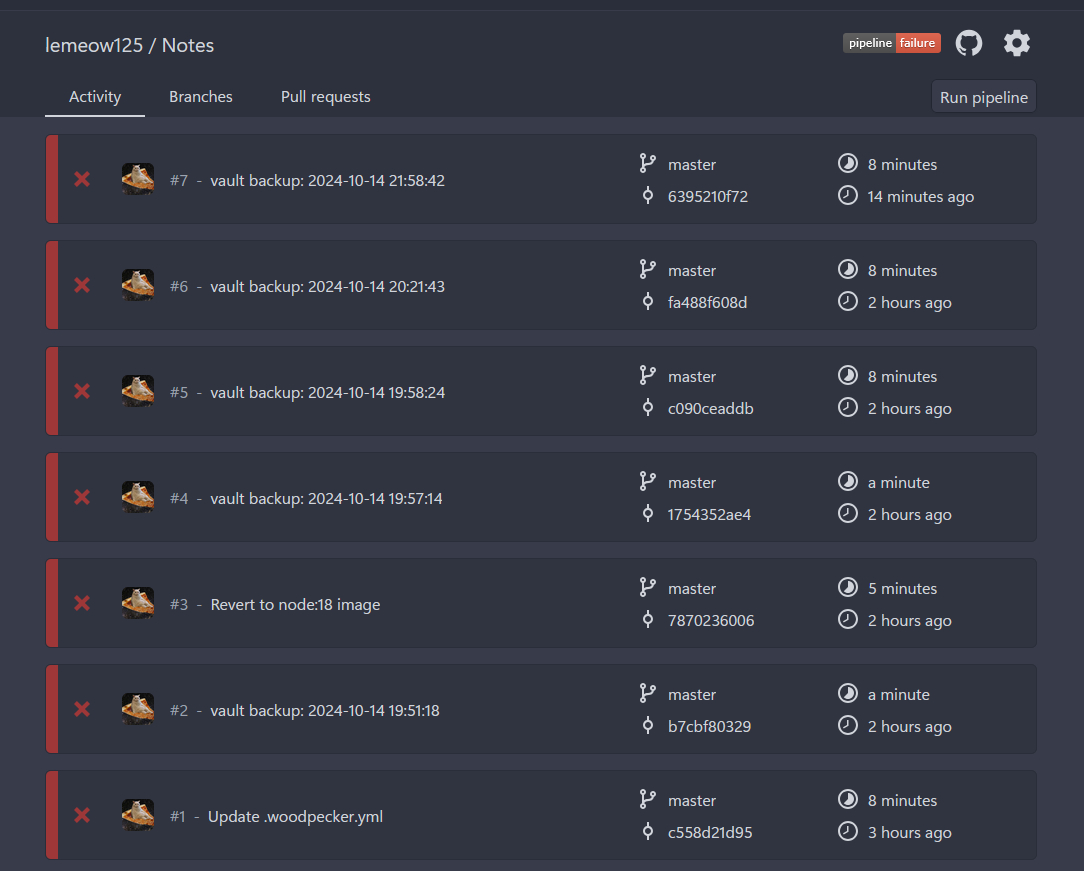 lemeow125 / Notes
pipeline failure
Activity Branches Pull requests Run pipeline
#7 - vault backup: 2024-10-14 21:58:42
master
6395210f72
8 minutes
14 minutes ago
#6 - vault backup: 2024-10-14 20:21:43
master
fa488f608d
8 minutes
2 hours ago
#5 - vault backup: 2024-10-14 19:58:24
master
c090ceaddb
8 minutes
2 hours ago
#4 - vault backup: 2024-10-14 19:57:14
master
1754352ae4
a minute
2 hours ago
#3 - Revert to node:18 image
master
7870236006
5 minutes
2 hours ago
#2 - vault backup: 2024-10-14 19:51:18
master
b7cbf80329
a minute
2 hours ago
#1 - Update .woodpecker.yml
master
c558d21d95
8 minutes
3 hours ago